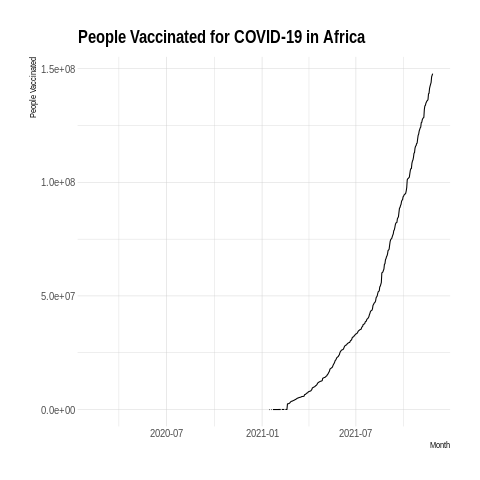 People Vaccinated for COVID-19 in Africa
People Vaccinated
1.5e+08
1.0e+08
5.0e+07
0.0e+00
2020-07 2021-01 2021-07
Month